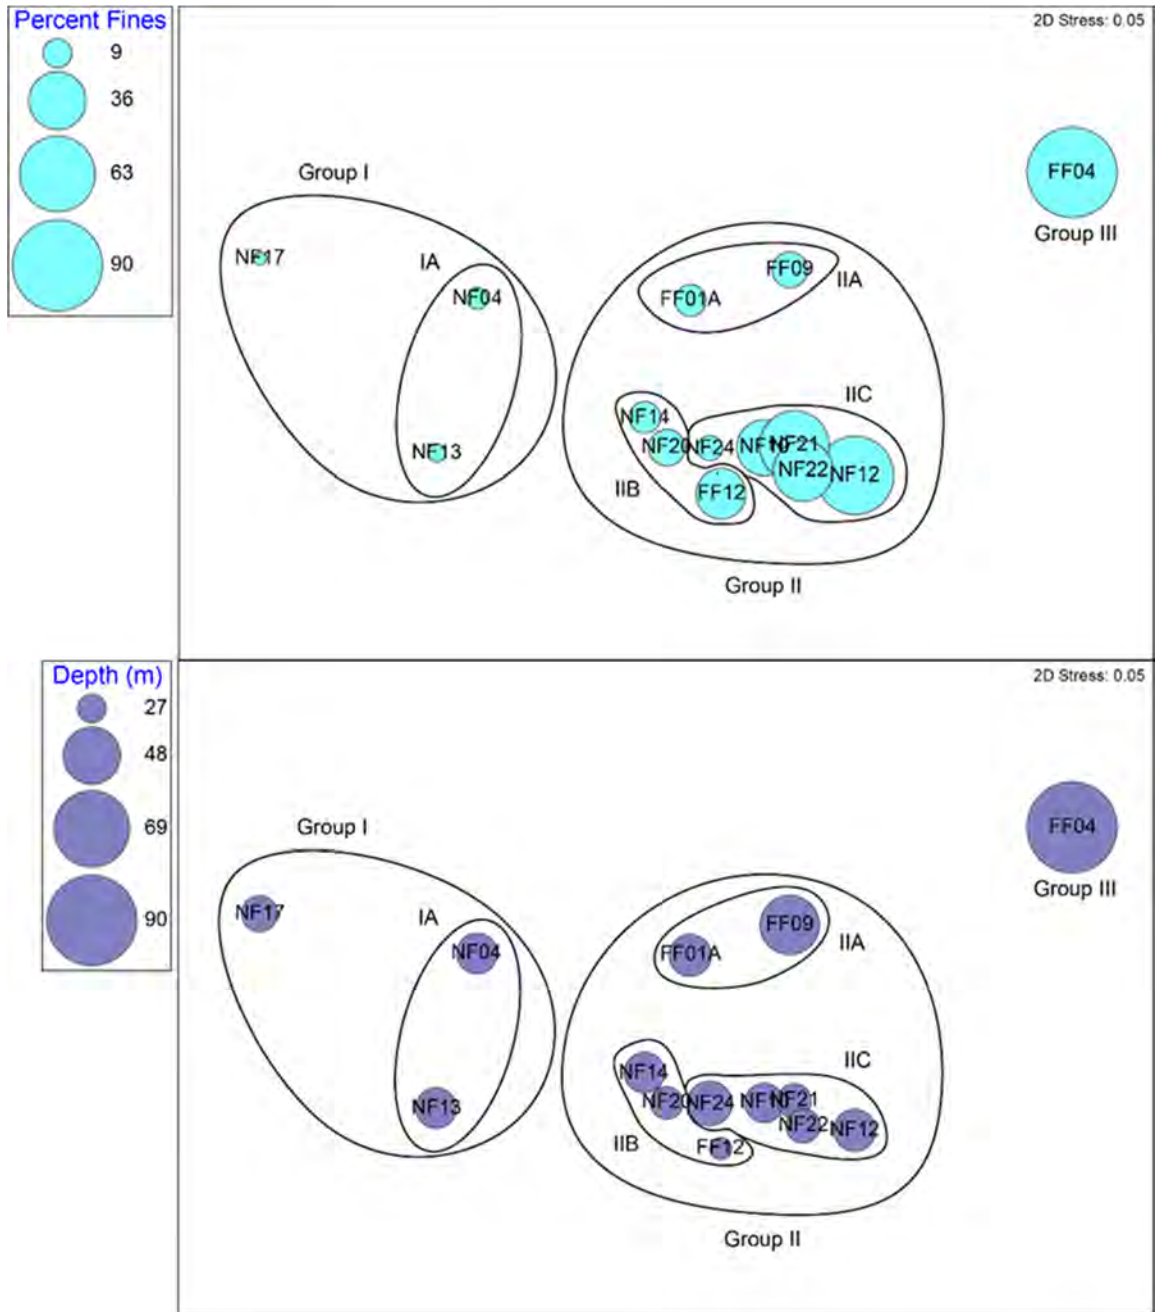 Percent Fines
9
36
63
90
2D Stress: 0.05
FF04
Group III
Group I
NF17
IA
NF04
NF13
FF09
IIA
FF01A
IIC
NF14
NF20
NF24
NF10
NF21
NF22
NF12
IIB
FF12
Group II
Depth (m)
27
48
69
90
2D Stress: 0.05
FF04
Group III
Group I
NF17
IA
NF04
NF13
FF09
IIA
FF01A
IIC
NF14
NF20
NF24
NF10
NF21
NF22
NF12
IIB
FF12
Group II